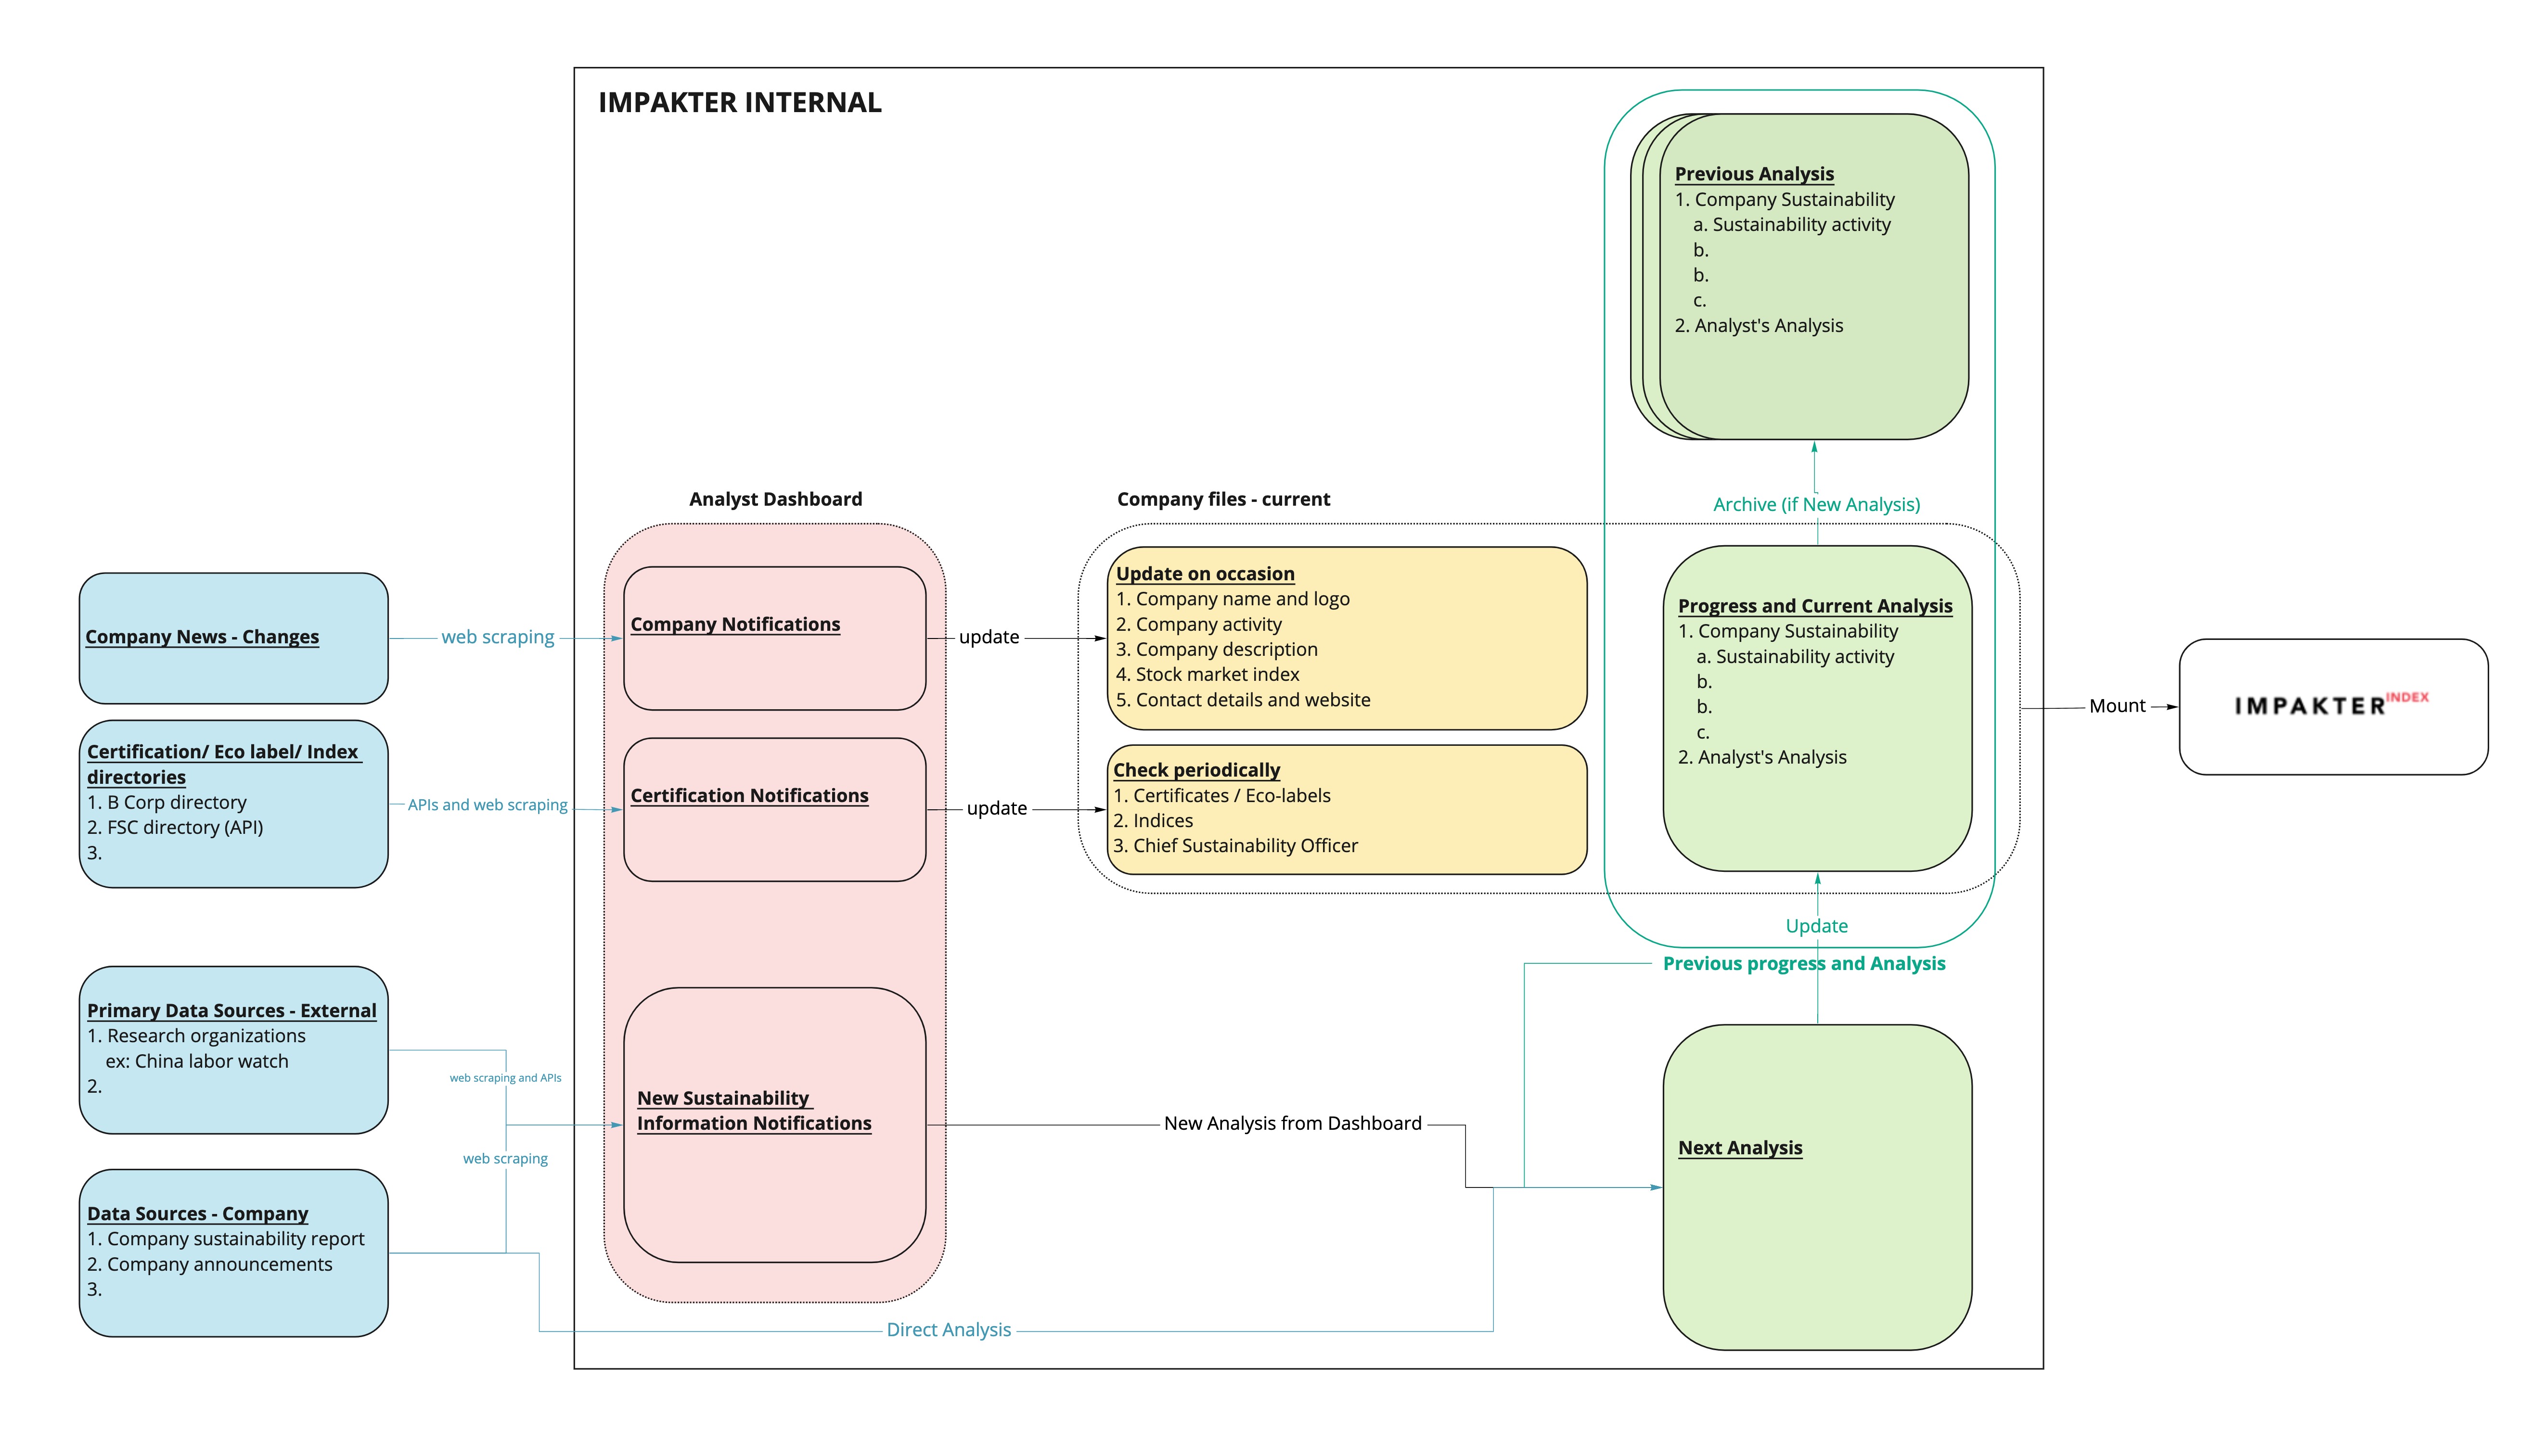 IMPAKTER INTERNAL
Previous Analysis
1. Company Sustainability
a. Sustainability activity
b.
b.
c.
2. Analyst's Analysis
Archive (if New Analysis)
Analyst Dashboard
Company files - current
Company News - Changes
web scraping
Company Notifications
update
Update on occasion
1. Company name and logo
2. Company activity
3. Company description
4. Stock market index
5. Contact details and website
Progress and Current Analysis
1. Company Sustainability
a. Sustainability activity
b.
b.
c.
2. Analyst's Analysis
Mount
IMPAKTER INDEX
Certification/ Eco label/ Index
directories
1. B Corp directory
2. FSC directory (API)
3.
APIs and web scraping
Certification Notifications
update
Check periodically
1. Certificates / Eco-labels
2. Indices
3. Chief Sustainability Officer
Update
Previous progress and Analysis
Primary Data Sources - External
1. Research organizations
ex: China labor watch
2.
web scraping and APIs
web scraping
New Sustainability
Information Notifications
New Analysis from Dashboard
Next Analysis
Data Sources - Company
1. Company sustainability report
2. Company announcements
3.
Direct Analysis